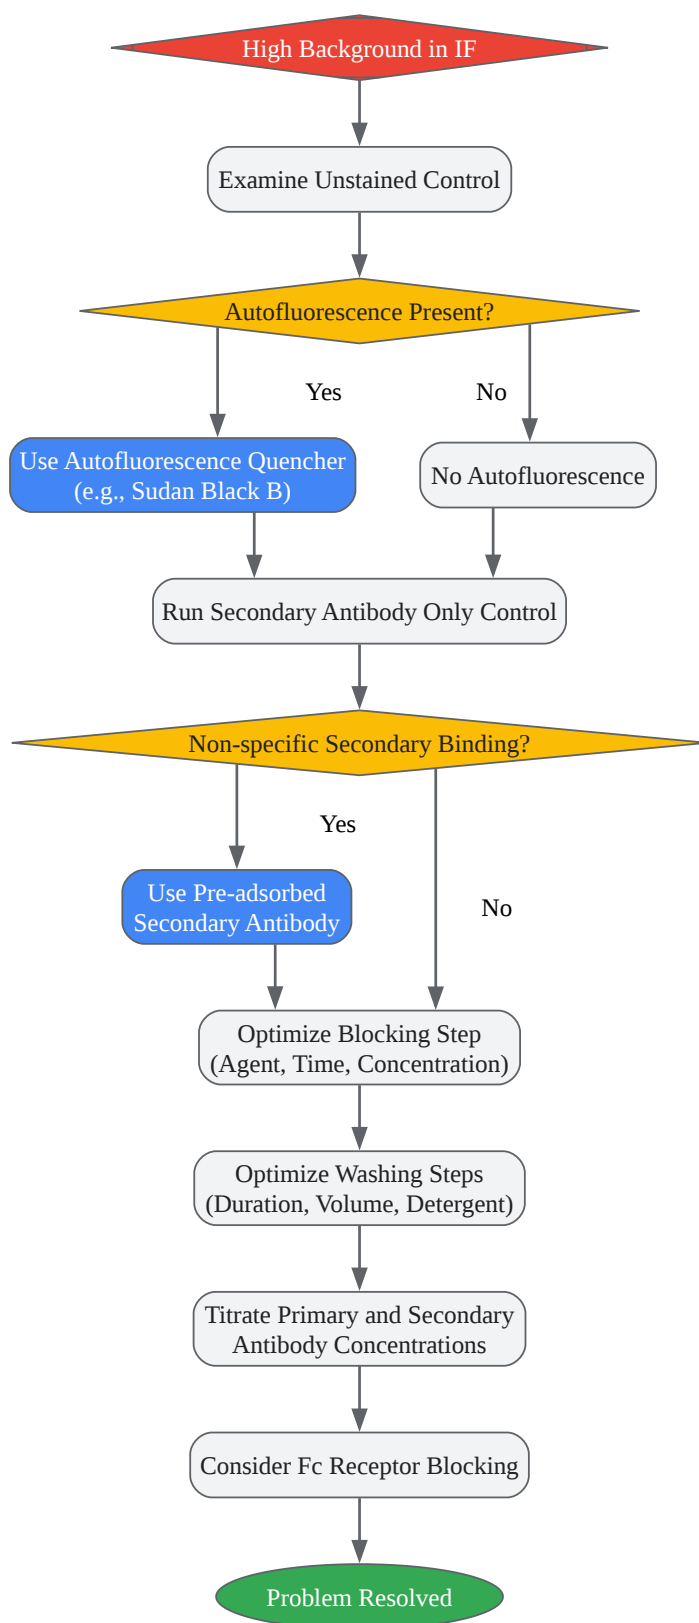 High Background in IF
Examine Unstained Control
Autofluorescence Present?
Yes
No
Use Autofluorescence Quencher
(e.g., Sudan Black B)
No Autofluorescence
Run Secondary Antibody Only Control
Non-specific Secondary Binding?
Yes
Use Pre-adsorbed
Secondary Antibody
No
Optimize Blocking Step
(Agent, Time, Concentration)
Optimize Washing Steps
(Duration, Volume, Detergent)
Titrate Primary and Secondary
Antibody Concentrations
Consider Fc Receptor Blocking
Problem Resolved